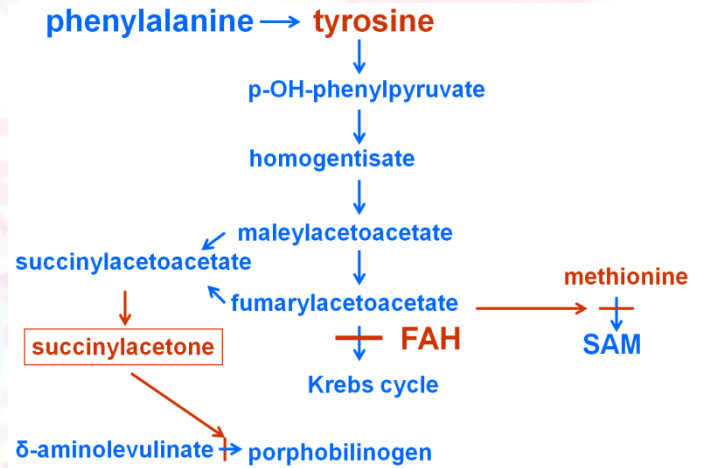 phenylalanine → tyrosine
p-OH-phenylpyruvate
homogentisate
maleylacetoacetate
succinylacetoacetate
methionine
fumarylacetoacetate
FAH
SAM
succinylacetone
Krebs cycle
δ-aminolevulinate → porphobilinogen